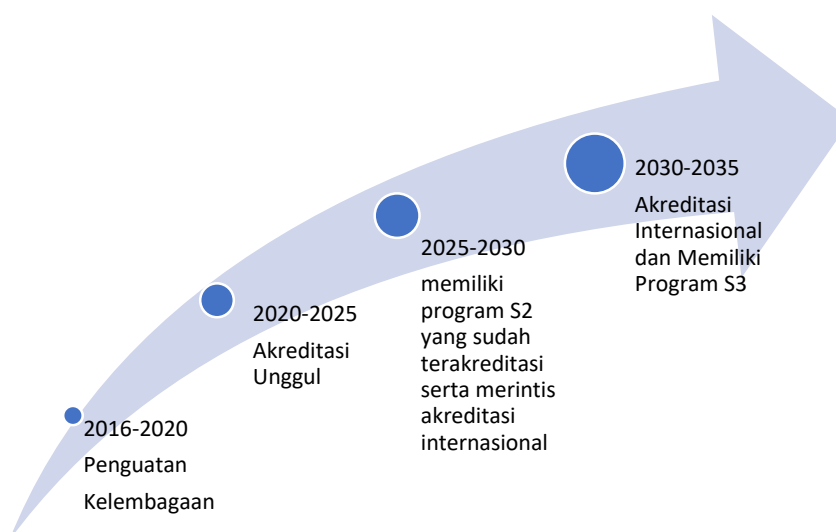 2016-2020
Penguatan
Kelembagaan
2020-2025
Akreditasi
Unggul
2025-2030
memiliki
program S2
yang sudah
terakreditasi
serta merintis
akreditasi
internasional
2030-2035
Akreditasi
Internasional
dan Memiliki
Program S3